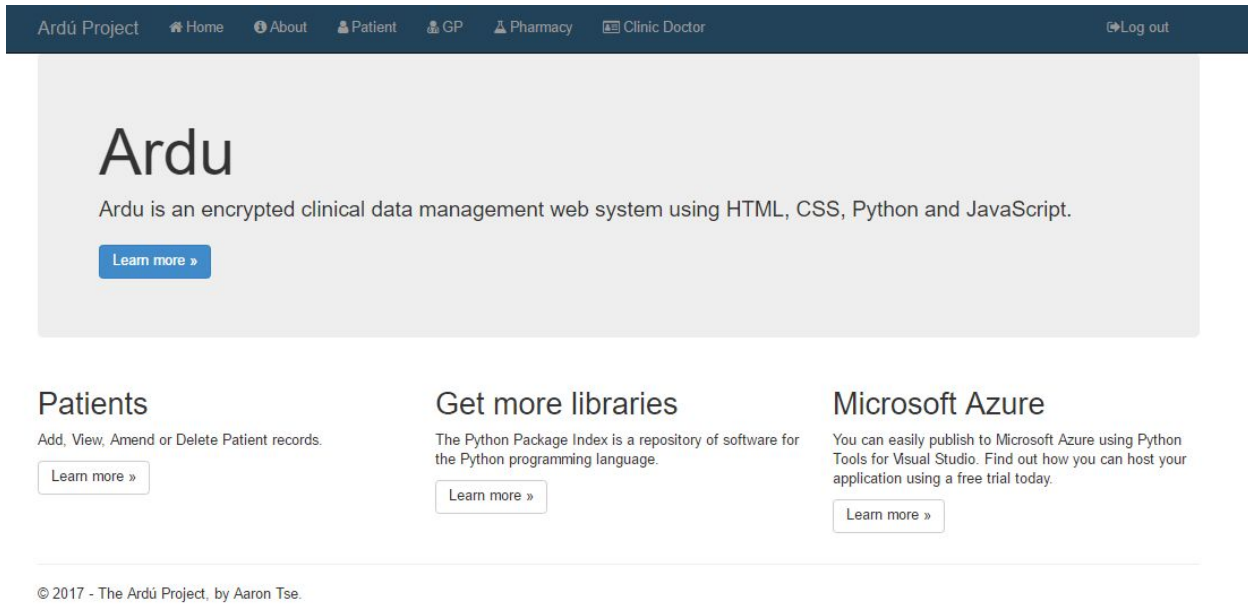 Ardú Project Home About Patient GP Pharmacy Clinic Doctor Log out
Ardu
Ardu is an encrypted clinical data management web system using HTML, CSS, Python and JavaScript.
Learn more »
Patients
Add, View, Amend or Delete Patient records.
Learn more »
Get more libraries
The Python Package Index is a repository of software for
the Python programming language.
Learn more »
Microsoft Azure
You can easily publish to Microsoft Azure using Python
Tools for Visual Studio. Find out how you can host your
application using a free trial today.
Learn more »
© 2017 - The Ardú Project, by Aaron Tse.